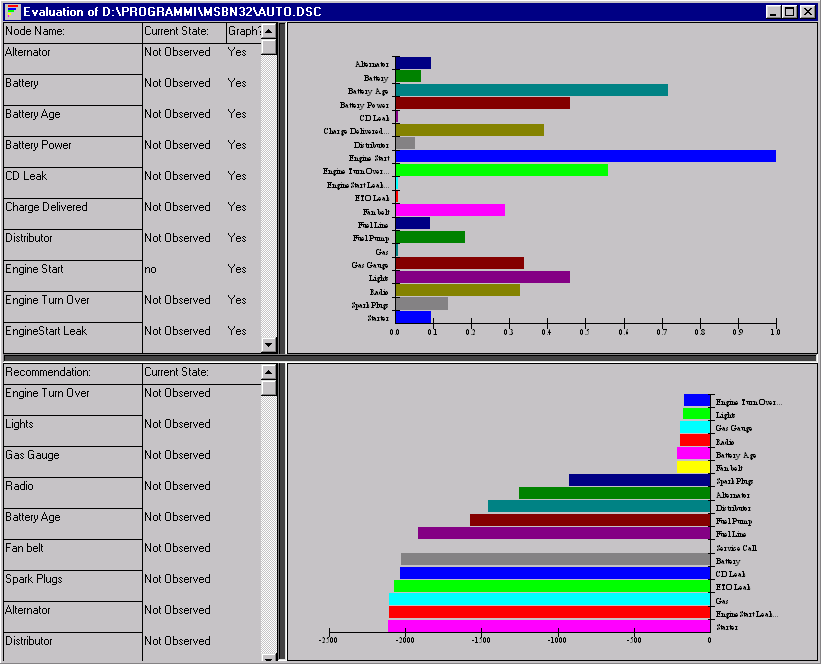 Evaluation of D:\PROGRAMMI\MSBN32\AUTO.DSC
Node Name: Current State: Graph?
Alternator Not Observed Yes
Battery Not Observed Yes
Battery Age Not Observed Yes
Battery Power Not Observed Yes
CD Leak Not Observed Yes
Charge Delivered Not Observed Yes
Distributor Not Observed Yes
Engine Start no Yes
Engine Turn Over Not Observed Yes
EngineStart Leak Not Observed Yes
Alternator
Battery
Battery Age
Battery Power
CD Leak
Charge Delivered...
Distributor
Engine Start
Engine Turn Over...
EngineStart Leak...
ETO Leak
Fan belt
Fuel Line
Fuel Pump
Gas
Gas Gauge
Light
Radio
Spark Plugs
Starter
0.0 0.1 0.2 0.3 0.4 0.5 0.6 0.7 0.8 0.9 1.0
Recommendation: Current State:
Engine Turn Over Not Observed
Lights Not Observed
Gas Gauge Not Observed
Radio Not Observed
Battery Age Not Observed
Fan belt Not Observed
Spark Plugs Not Observed
Alternator Not Observed
Distributor Not Observed
Engine Turn Over...
Light
Gas Gauge
Radio
Battery Age
Fan belt
Spark Plugs
Alternator
Distributor
Fuel Pump
Fuel Line
Service Call
Battery
CD Leak
ETO Leak
Gas
EngineStart Leak...
Starter
-2500 -2000 -1500 -1000 -500 0